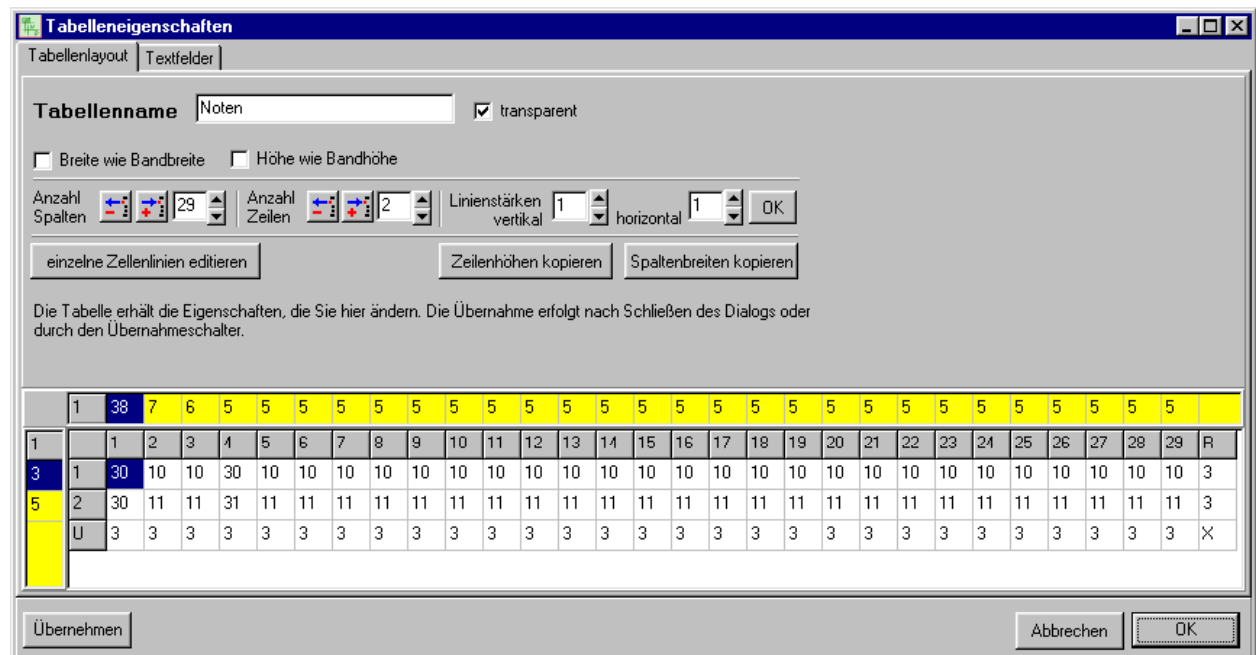 Tabelleneigenschaften
Tabellenlayout Textfelder
Tabellenname Noten transparent
Breite wie Bandbreite Höhe wie Bandhöhe
Anzahl Spalten 29 Anzahl Zeilen 2 Linienstärken vertikal 1 horizontal 1 OK
einzelne Zellenlinien editieren Zeilenhöhen kopieren Spaltenbreiten kopieren
Die Tabelle erhält die Eigenschaften, die Sie hier ändern. Die Übernahme erfolgt nach Schließen des Dialogs oder
durch den Übernahmeschalter.
1 38 7 6 5 5 5 5 5 5 5 5 5 5 5 5 5 5 5 5 5 5 5 5 5 5 5 5 5 5
1 1 2 3 4 5 6 7 8 9 10 11 12 13 14 15 16 17 18 19 20 21 22 23 24 25 26 27 28 29 R
3 1 30 10 10 30 10 10 10 10 10 10 10 10 10 10 10 10 10 10 10 10 10 10 10 10 10 10 10 10 10 3
5 2 30 11 11 31 11 11 11 11 11 11 11 11 11 11 11 11 11 11 11 11 11 11 11 11 11 11 11 11 11 3
U 3 3 3 3 3 3 3 3 3 3 3 3 3 3 3 3 3 3 3 3 3 3 3 3 3 3 3 3 3 X
Übernehmen Abbrechen OK